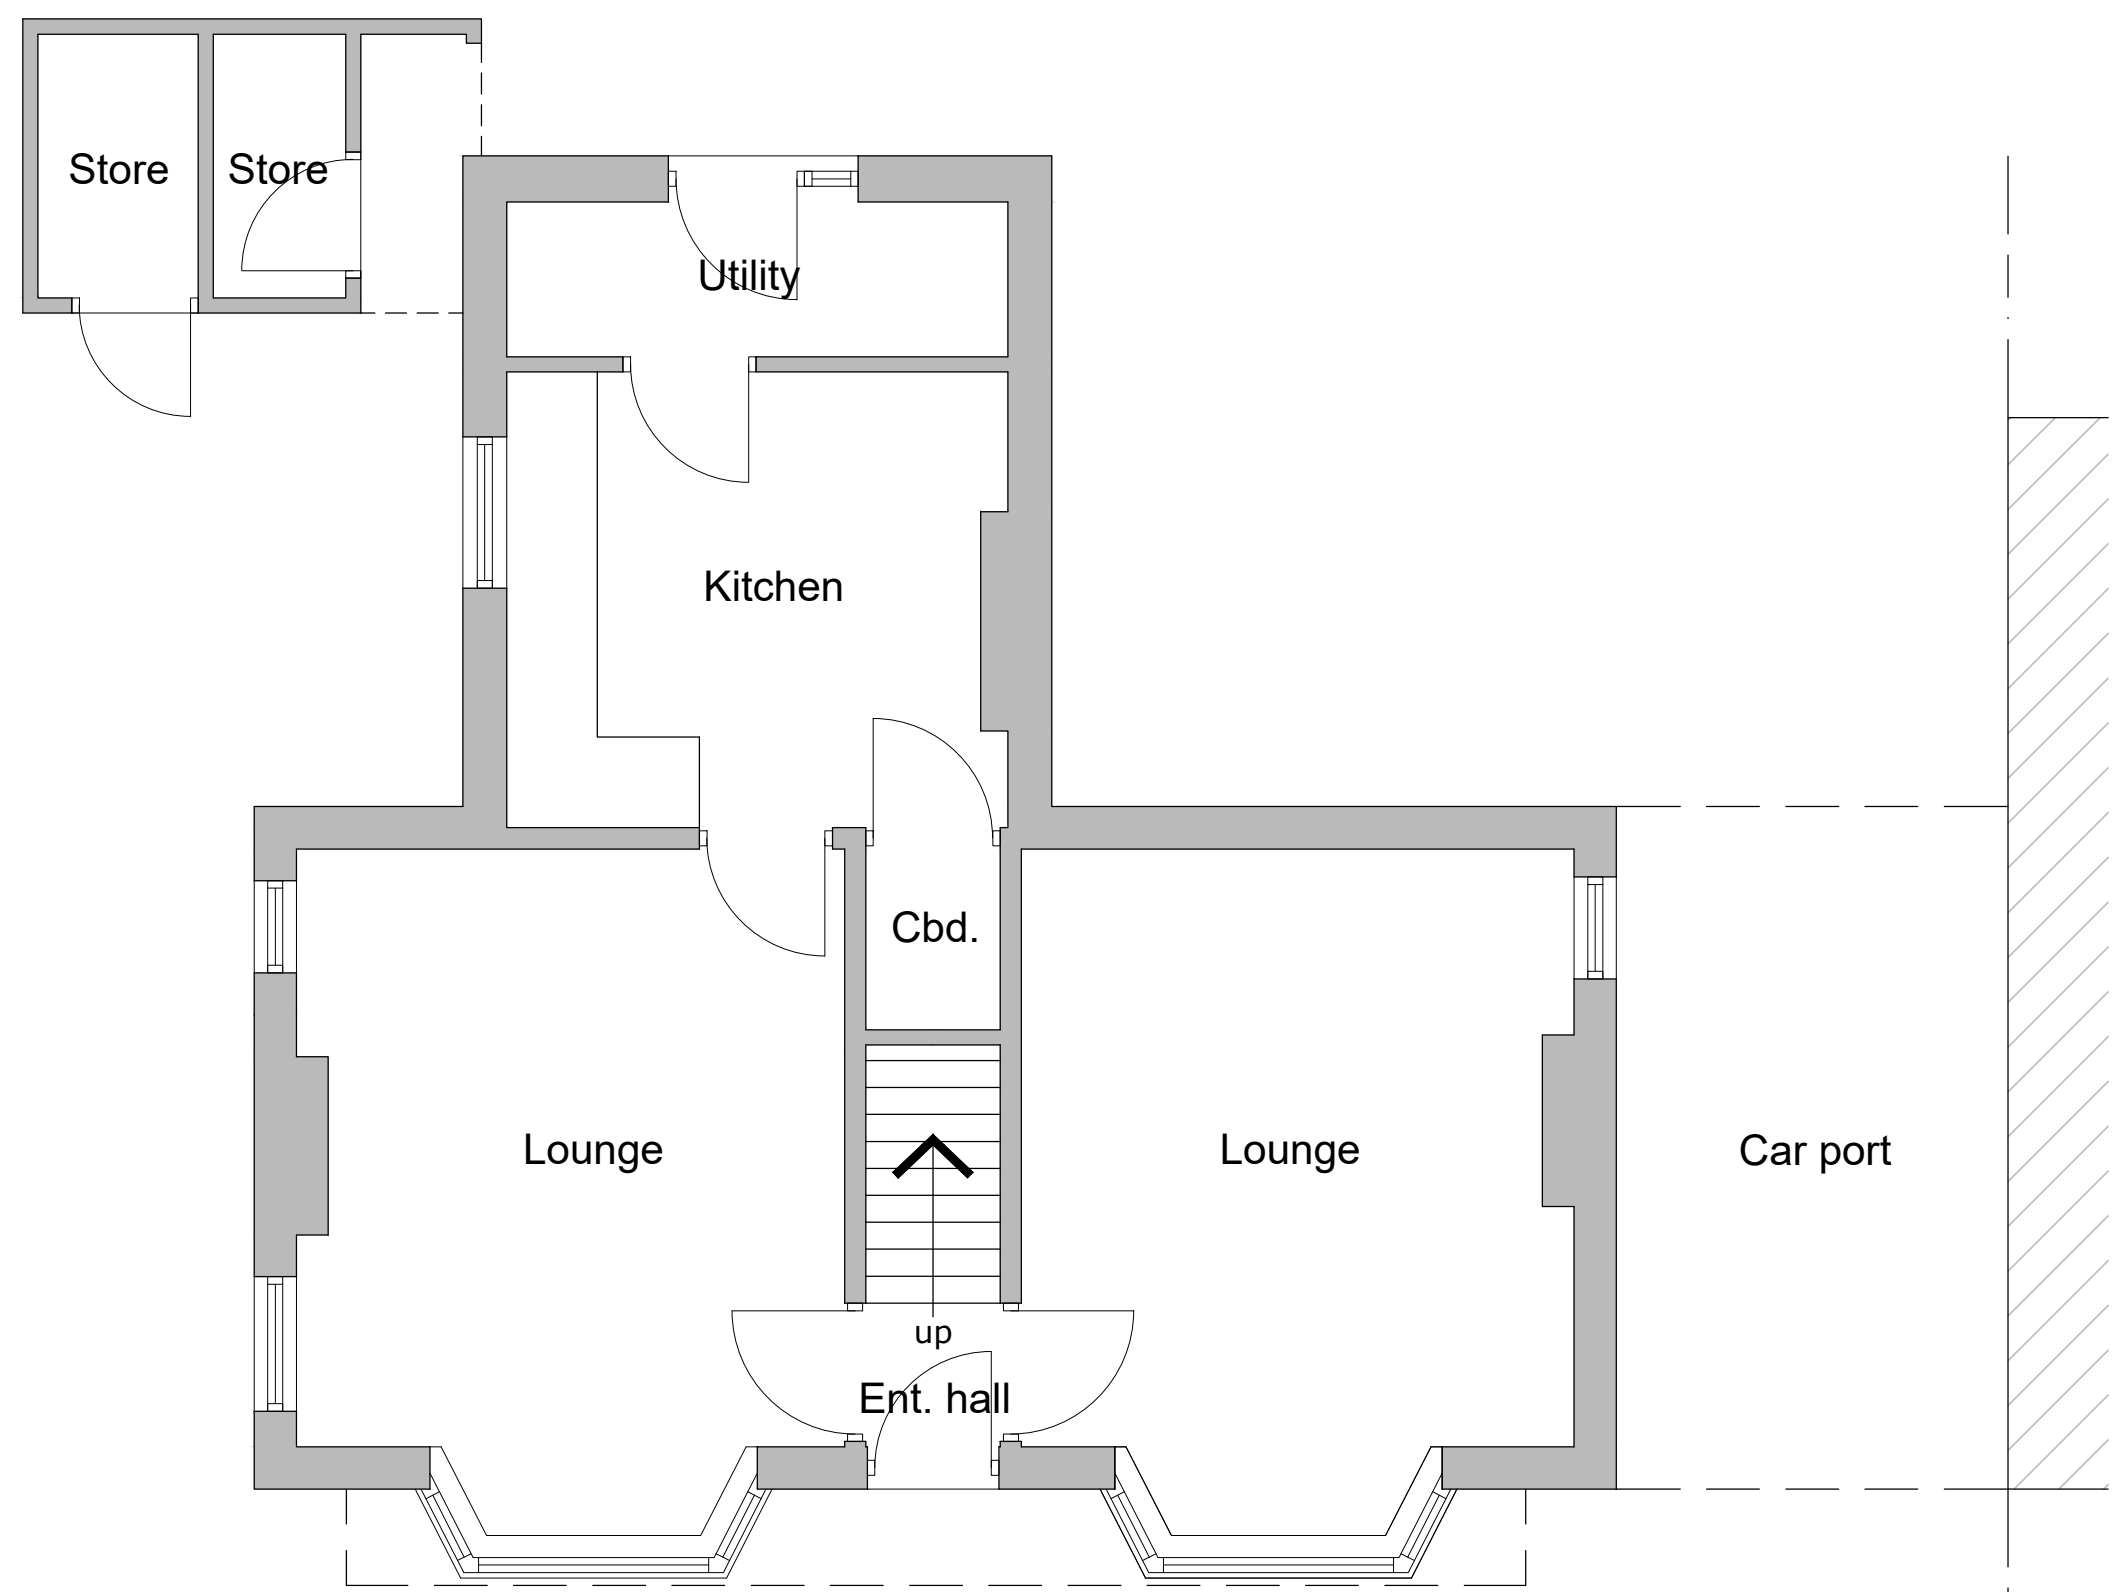 Store
Store
Utility
Kitchen
Cbd.
Lounge
Lounge
Car port
up
Ent. hall